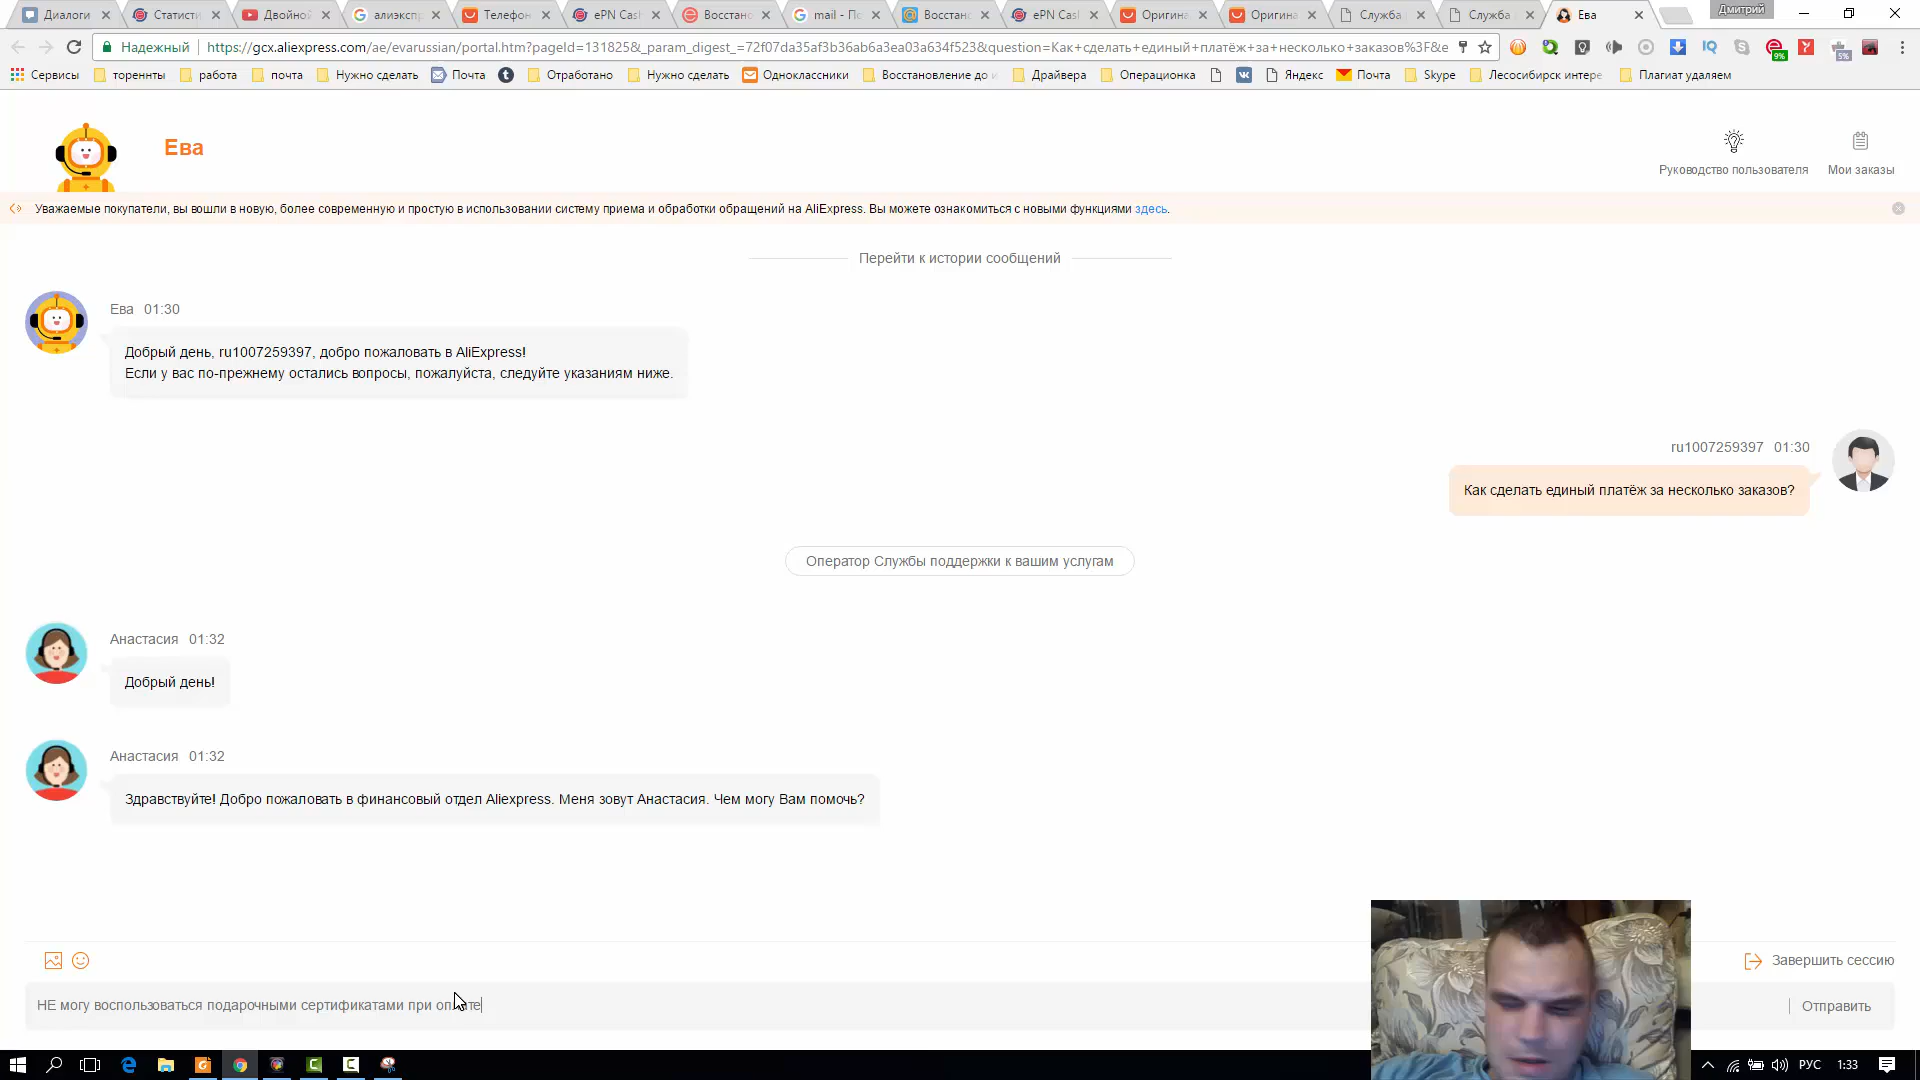 Диалоги
Статисти
Двойной
алиэкспр
Телефон
ePN Cash
Восстано
mail - По
Восстано
ePN Cash
Оригина
Оригина
Служба
Служба
Ева
Дмитрий
Надежный
https://gcx.aliexpress.com/ae/evarussian/portal.htm?pageId=131825&_param_digest_=72f07da35af3b36ab6a3ea03a634f523&question=Как+сделать+единый+платёж+за+несколько+заказов%3F&e
Сервисы
тореннты
работа
почта
Нужно сделать
Почта
Отработано
Нужно сделать
Одноклассники
Восстановление до
Драйвера
Операционка
Яндекс
Почта
Skype
Лесосибирск интере
Плагиат удаляем
Ева
Руководство пользователя
Мои заказы
Уважаемые покупатели, вы вошли в новую, более современную и простую в использовании систему приема и обработки обращений на AliExpress. Вы можете ознакомиться с новыми функциями здесь.
Перейти к истории сообщений
Ева 01:30
Добрый день, ru1007259397, добро пожаловать в AliExpress!
Если у вас по-прежнему остались вопросы, пожалуйста, следуйте указаниям ниже.
ru1007259397 01:30
Как сделать единый платёж за несколько заказов?
Оператор Службы поддержки к вашим услугам
Анастасия 01:32
Добрый день!
Анастасия 01:32
Здравствуйте! Добро пожаловать в финансовый отдел Aliexpress. Меня зовут Анастасия. Чем могу Вам помочь?
Завершить сессию
НЕ могу воспользоваться подарочными сертификатами при оплате
Отправить
РУС
1:33